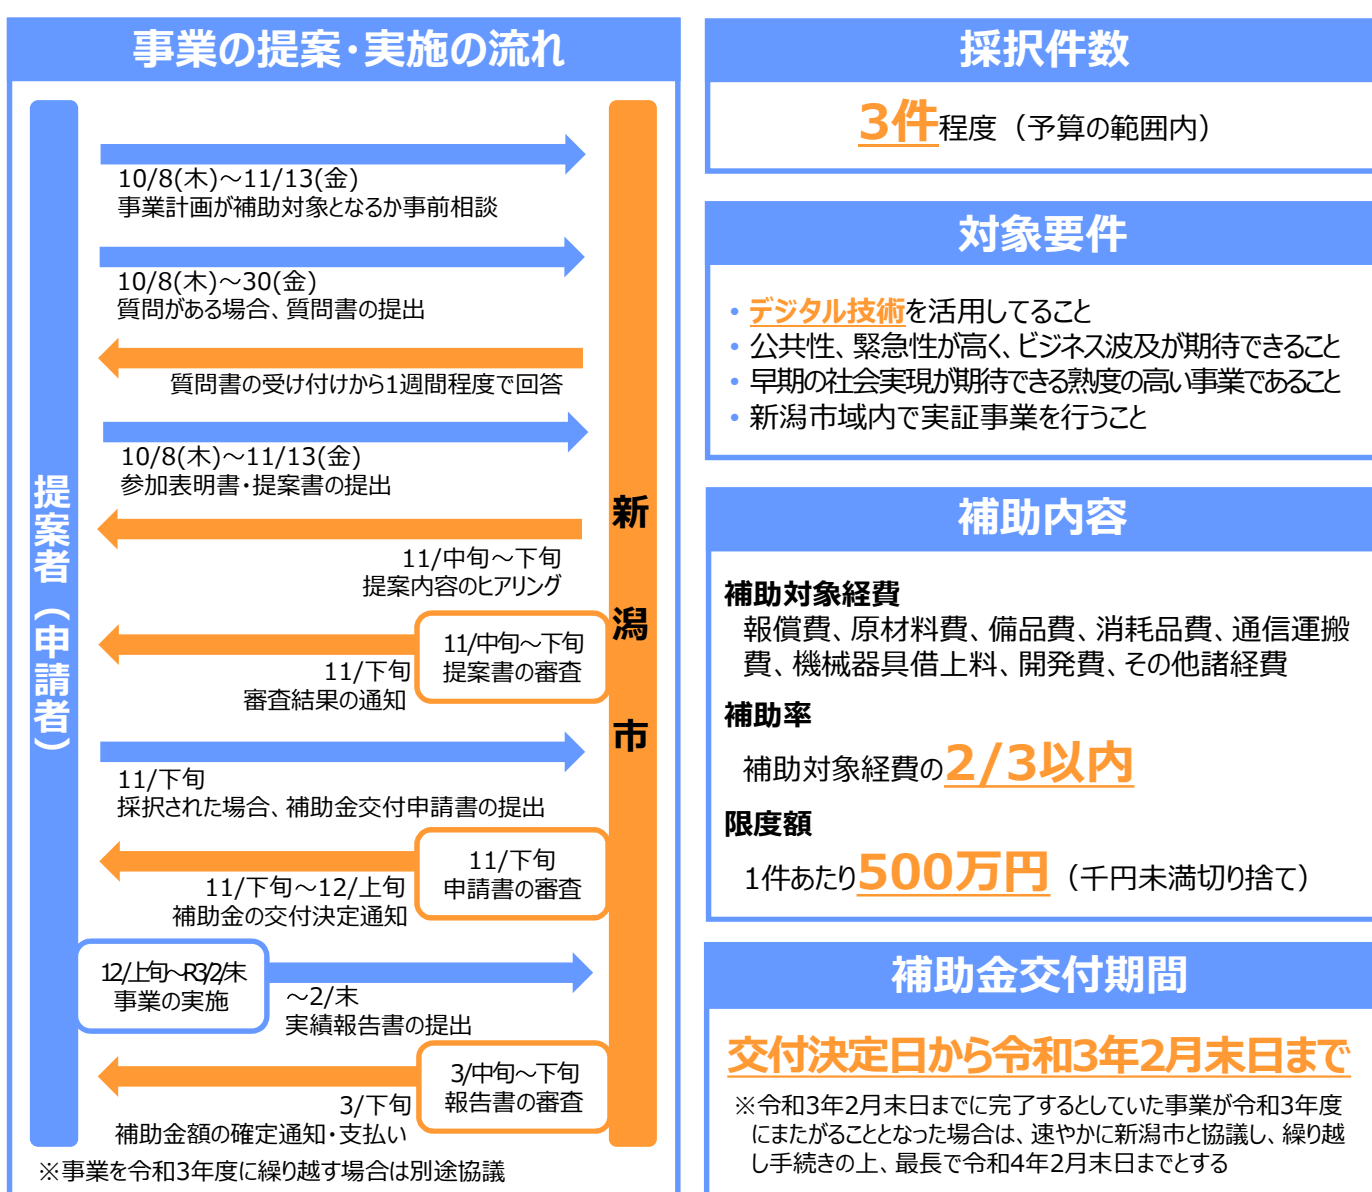 事業の提案・実施の流れ
提案者（申請者）
新潟市
10/8(木)～11/13(金)
事業計画が補助対象となるか事前相談
10/8(木)～30(金)
質問がある場合、質問書の提出
質問書の受け付けから1週間程度で回答
10/8(木)～11/13(金)
参加表明書・提案書の提出
11/中旬～下旬
提案内容のヒアリング
11/中旬～下旬
提案書の審査
11/下旬
審査結果の通知
11/下旬
採択された場合、補助金交付申請書の提出
11/下旬
申請書の審査
11/下旬～12/上旬
補助金の交付決定通知
12/上旬～R3/2/末
事業の実施
～2/末
実績報告書の提出
3/中旬～下旬
報告書の審査
3/下旬
補助金額の確定通知・支払い
※事業を令和3年度に繰り越す場合は別途協議
採択件数
3件程度（予算の範囲内）
対象要件
・デジタル技術を活用してること
・公共性、緊急性が高く、ビジネス波及が期待できること
・早期の社会実現が期待できる熟度の高い事業であること
・新潟市域内で実証事業を行うこと
補助内容
補助対象経費
報償費、原材料費、備品費、消耗品費、通信運搬
費、機械器具借上料、開発費、その他諸経費
補助率
補助対象経費の2/3以内
限度額
1件あたり500万円（千円未満切り捨て）
補助金交付期間
交付決定日から令和3年2月末日まで
※令和3年2月末日までに完了するとしていた事業が令和3年度
にまたがることとなった場合は、速やかに新潟市と協議し、繰り越
し手続きの上、最長で令和4年2月末日までとする